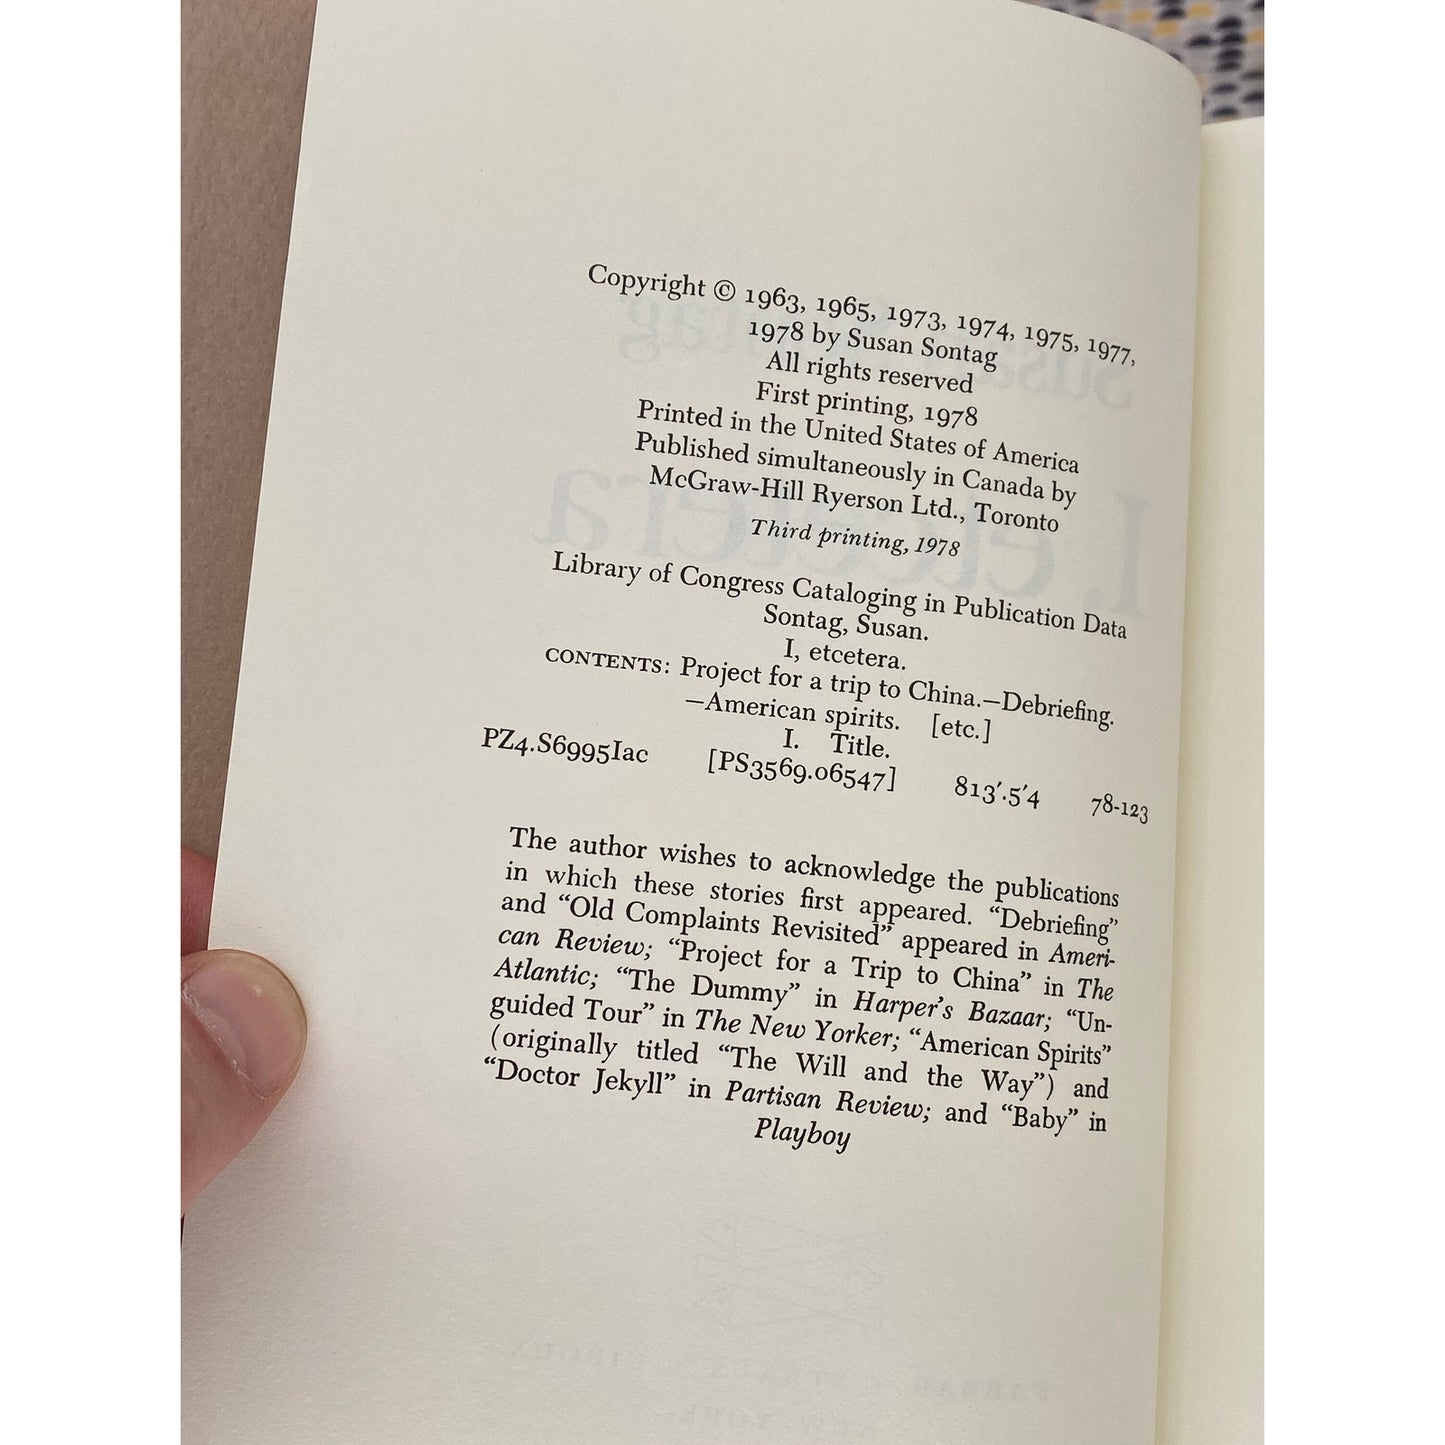 Copyright © 1963, 1965, 1973, 1974, 1975, 1977,
1978 by Susan Sontag
All rights reserved
First printing, 1978
Printed in the United States of America
Published simultaneously in Canada by
McGraw-Hill Ryerson Ltd., Toronto
Third printing, 1978
Library of Congress Cataloging in Publication Data
Sontag, Susan.
I, etcetera.
CONTENTS: Project for a trip to China.—Debriefing.
—American spirits. [etc.]
I. Title.
PZ4.S6995Iac [PS3569.06547] 813'.5'4 78-123
The author wishes to acknowledge the publications
in which these stories first appeared. “Debriefing”
and “Old Complaints Revisited” appeared in Ameri-
can Review; “Project for a Trip to China” in The
Atlantic; “The Dummy” in Harper's Bazaar; “Un-
guided Tour” in The New Yorker; “American Spirits”
(originally titled “The Will and the Way”) and
“Doctor Jekyll” in Partisan Review; and “Baby” in
Playboy